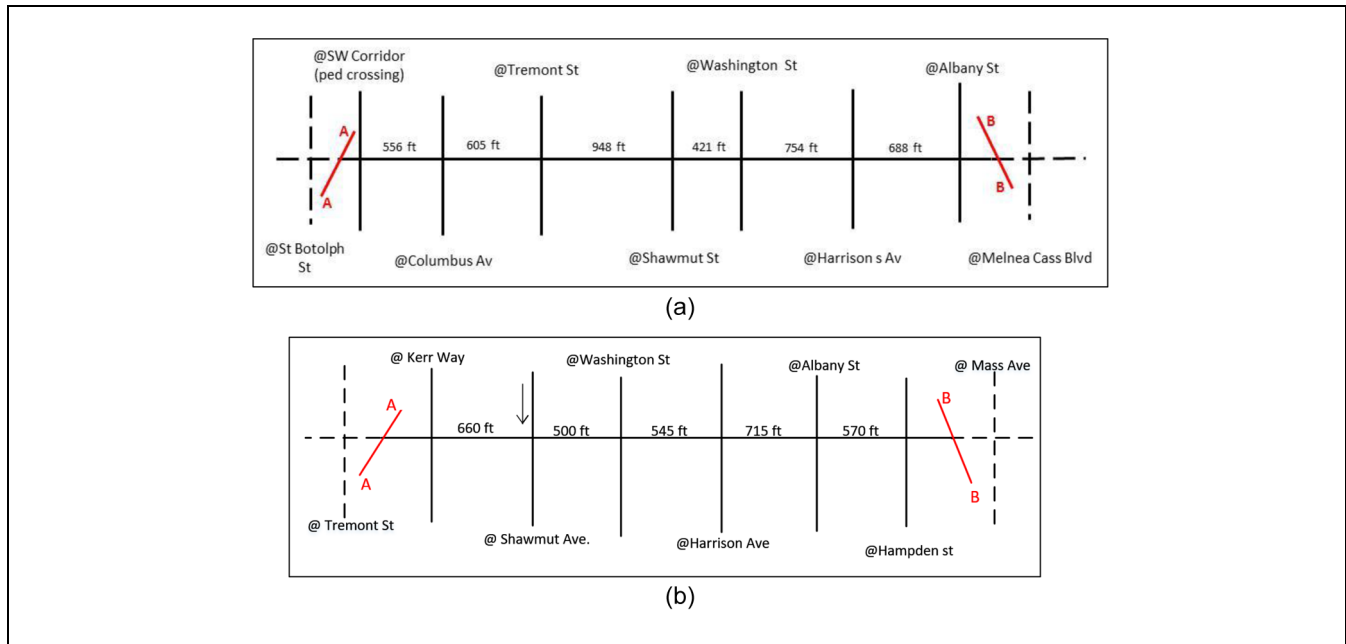 @SW Corridor
(ped crossing)
@Tremont St
@Washington St
@Albany St
A
B
556 ft
605 ft
948 ft
421 ft
754 ft
688 ft
A
B
@St Botolph
St
@Columbus Av
@Shawmut St
@Harrison s Av
@Melnea Cass Blvd
(a)
@ Kerr Way
@Washington St
@Albany St
@ Mass Ave
A
B
660 ft
500 ft
545 ft
715 ft
570 ft
A
B
@ Tremont St
@ Shawmut Ave.
@Harrison Ave
@Hampden st
(b)